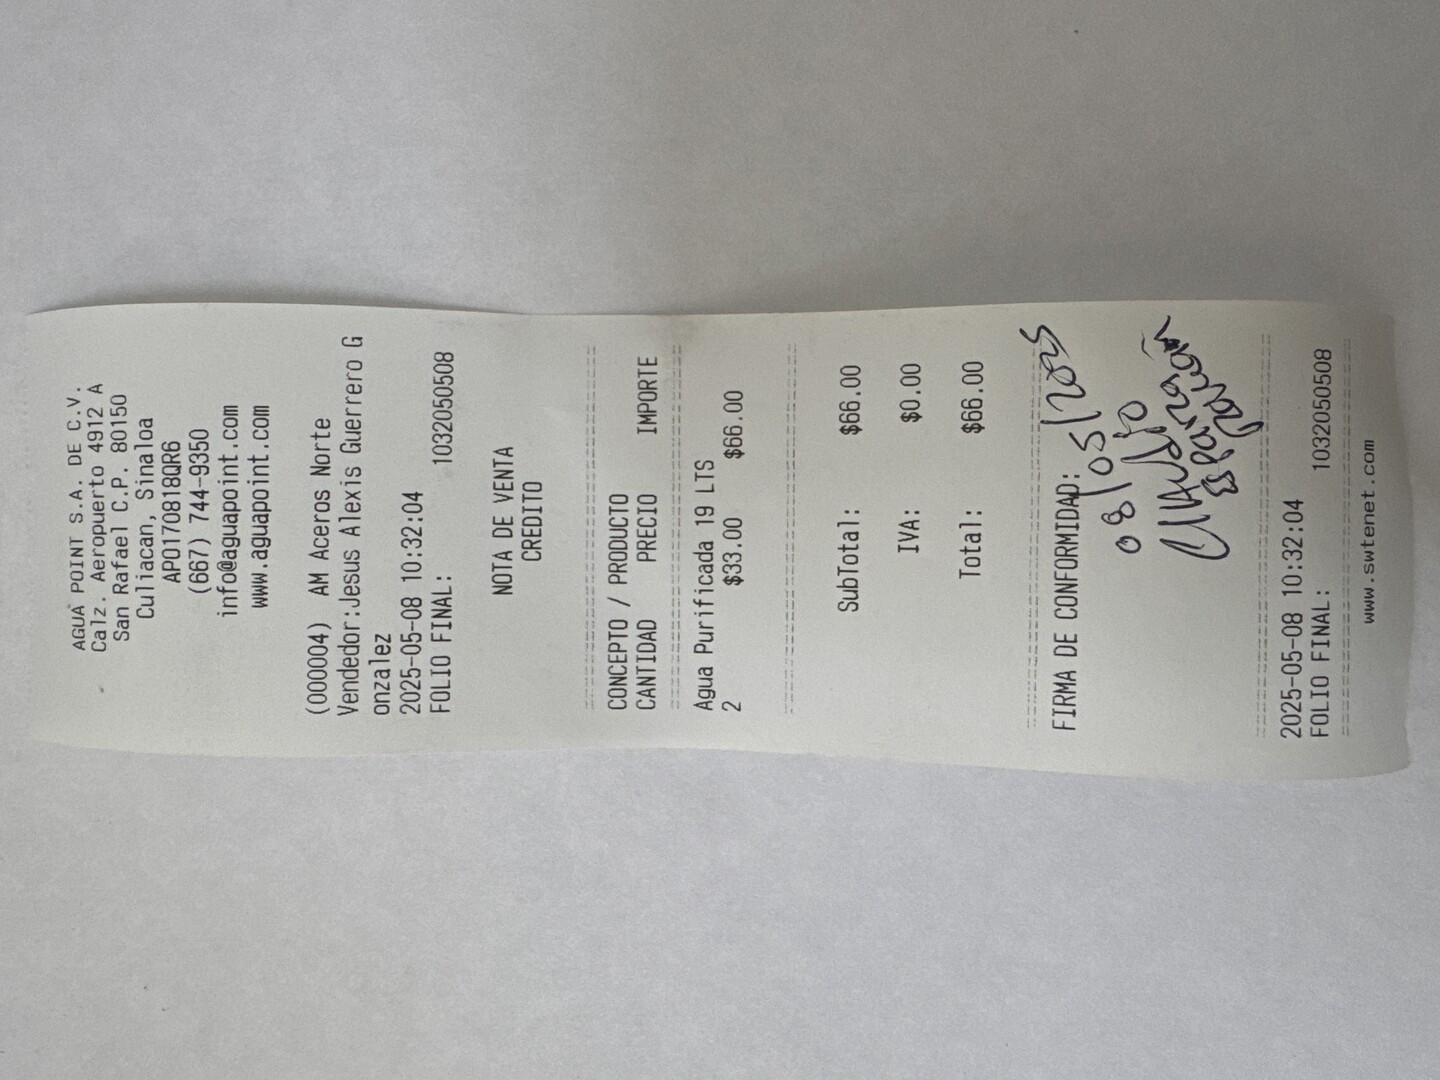 AGUA POINT S.A. DE C.V.
Calz. Aeropuerto 4912 A
San Rafael C.P. 80150
Culiacan, Sinaloa
APO170818QR6
(667) 744-9350
info@aguapoint.com
www.aguapoint.com
(000004) AM Aceros Norte
Vendedor:Jesus Alexis Guerrero G
onzalez
2025-05-08 10:32:04
FOLIO FINAL: 1032050508
NOTA DE VENTA
CREDITO
CONCEPTO / PRODUCTO
CANTIDAD PRECIO IMPORTE
Agua Purificada 19 LTS
2 $33.00 $66.00
SubTotal: $66.00
IVA: $0.00
Total: $66.00
FIRMA DE CONFORMIDAD:
08/05/2025
Esparza
2025-05-08 10:32:04
FOLIO FINAL: 1032050508
www.swtenet.com